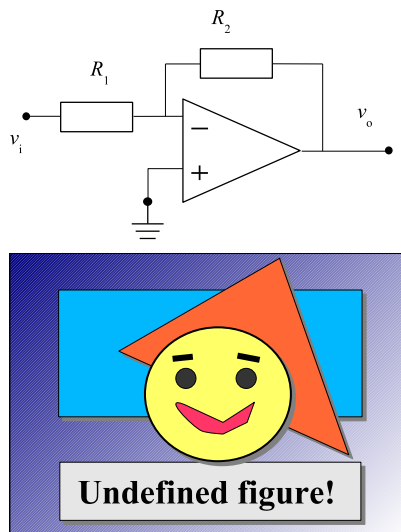 R2
R1
vo
vi
−
+
Undefined figure!